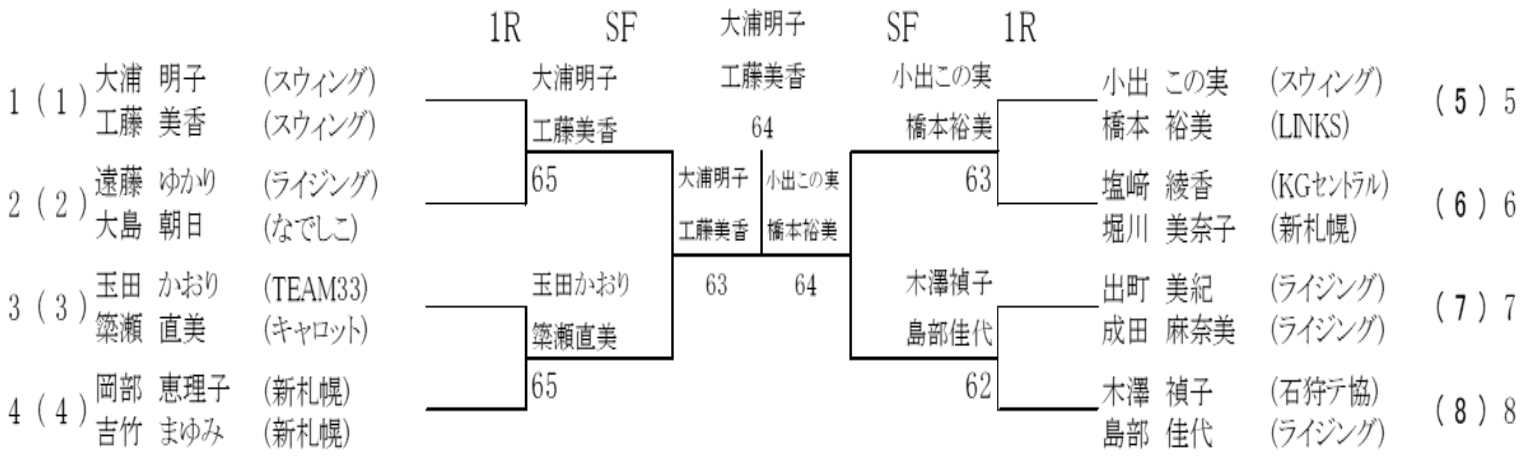 1R SF 大浦明子 SF 1R
工藤美香
64
1 (1) 大浦 明子 (スウィング)
工藤 美香 (スウィング)
2 (2) 遠藤 ゆかり (ライジング)
大島 朝日 (なでしこ)
3 (3) 玉田 かおり (TEAM33)
簗瀬 直美 (キャロット)
4 (4) 岡部 恵理子 (新札幌)
吉竹 まゆみ (新札幌)
大浦明子
工藤美香
65
玉田かおり
簗瀬直美
65
大浦明子
工藤美香
63
小出この実
橋本裕美
64
小出この実
橋本裕美
63
木澤禎子
島部佳代
62
小出 この実 (スウィング) (5) 5
橋本 裕美 (LINKS)
塩﨑 綾香 (KGセントラル) (6) 6
堀川 美奈子 (新札幌)
出町 美紀 (ライジング) (7) 7
成田 麻奈美 (ライジング)
木澤 禎子 (石狩テ協) (8) 8
島部 佳代 (ライジング)